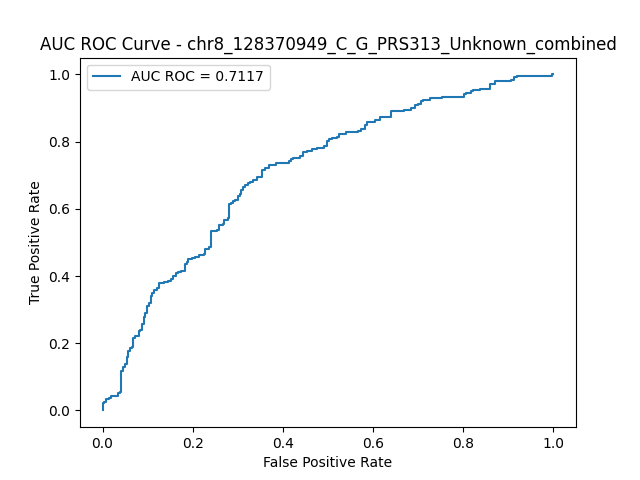 AUC ROC Curve - chr8_128370949_C_G_PRS313_Unknown_combined
AUC ROC = 0.7117
1.0
0.8
0.6
0.4
0.2
0.0
True Positive Rate
0.0 0.2 0.4 0.6 0.8 1.0
False Positive Rate